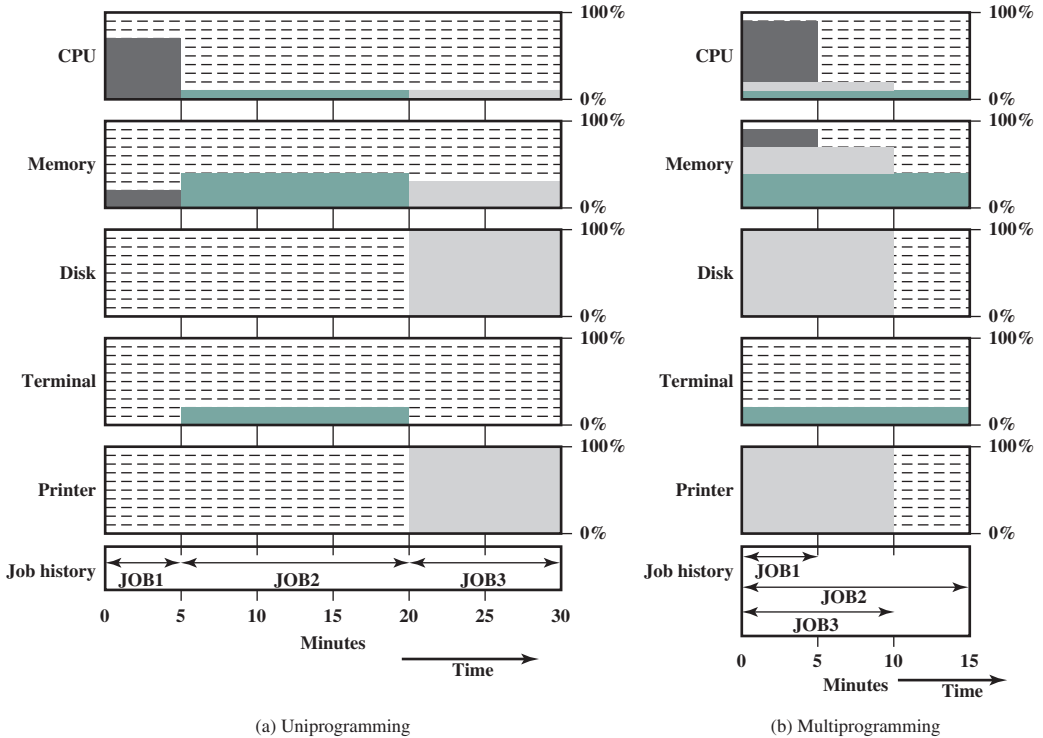 100%
CPU
0%
100%
Memory
0%
100%
Disk
0%
100%
Terminal
0%
100%
Printer
0%
Job history
JOB1 JOB2 JOB3
0 5 10 15 20 25 30
Minutes
Time
(a) Uniprogramming
100%
CPU
0%
100%
Memory
0%
100%
Disk
0%
100%
Terminal
0%
100%
Printer
0%
Job history
JOB1
JOB2
JOB3
0 5 10 15
Minutes
Time
(b) Multiprogramming